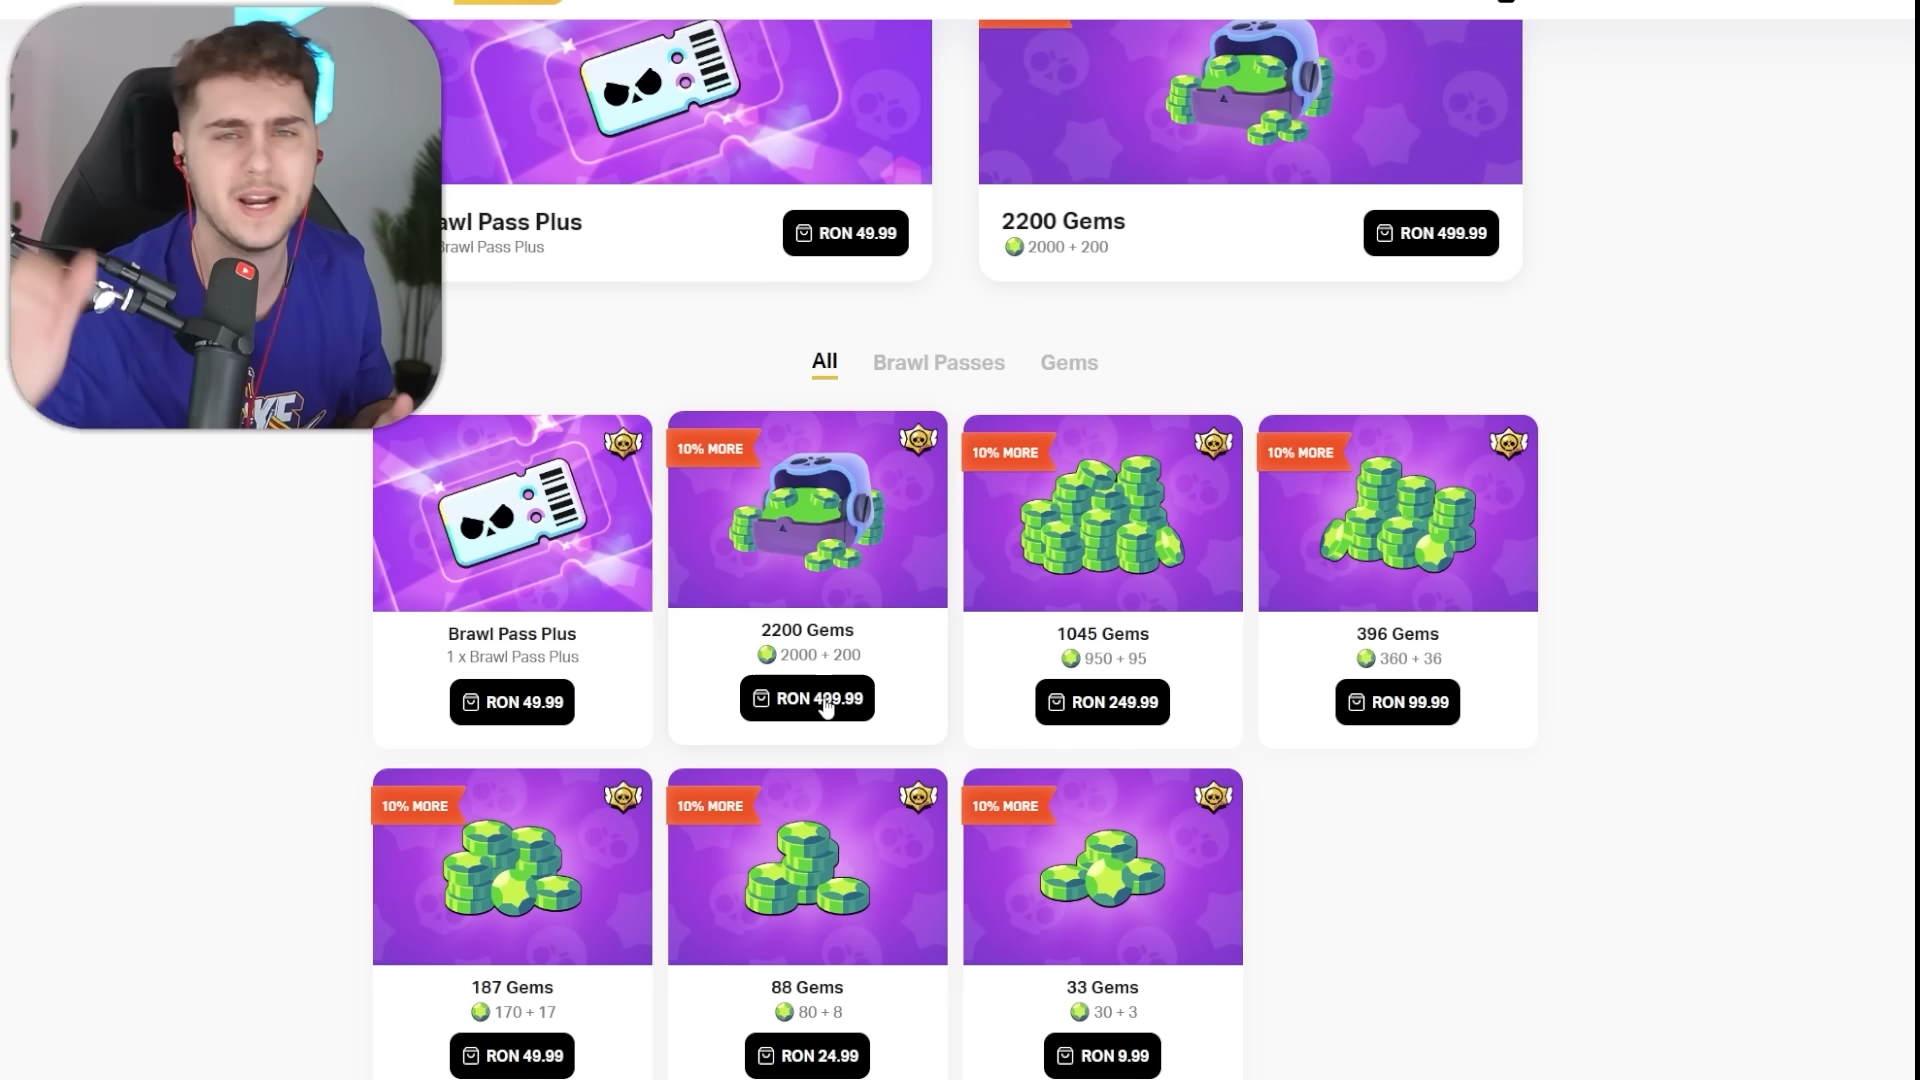 awl Pass Plus
Brawl Pass Plus
RON 49.99
2200 Gems
2000 + 200
RON 499.99
All
Brawl Passes
Gems
Brawl Pass Plus
1 x Brawl Pass Plus
RON 49.99
10% MORE
2200 Gems
2000 + 200
RON 499.99
10% MORE
1045 Gems
950 + 95
RON 249.99
10% MORE
396 Gems
360 + 36
RON 99.99
10% MORE
187 Gems
170 + 17
RON 49.99
10% MORE
88 Gems
80 + 8
RON 24.99
10% MORE
33 Gems
30 + 3
RON 9.99